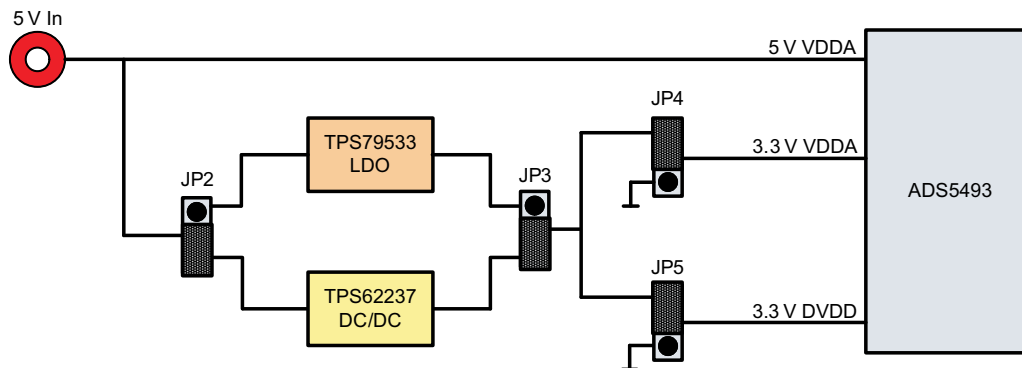 5 V In
5 V VDDA
JP4
TPS79533
LDO
3.3 V VDDA
JP2
JP3
ADS5493
TPS62237
DC/DC
JP5
3.3 V DVDD